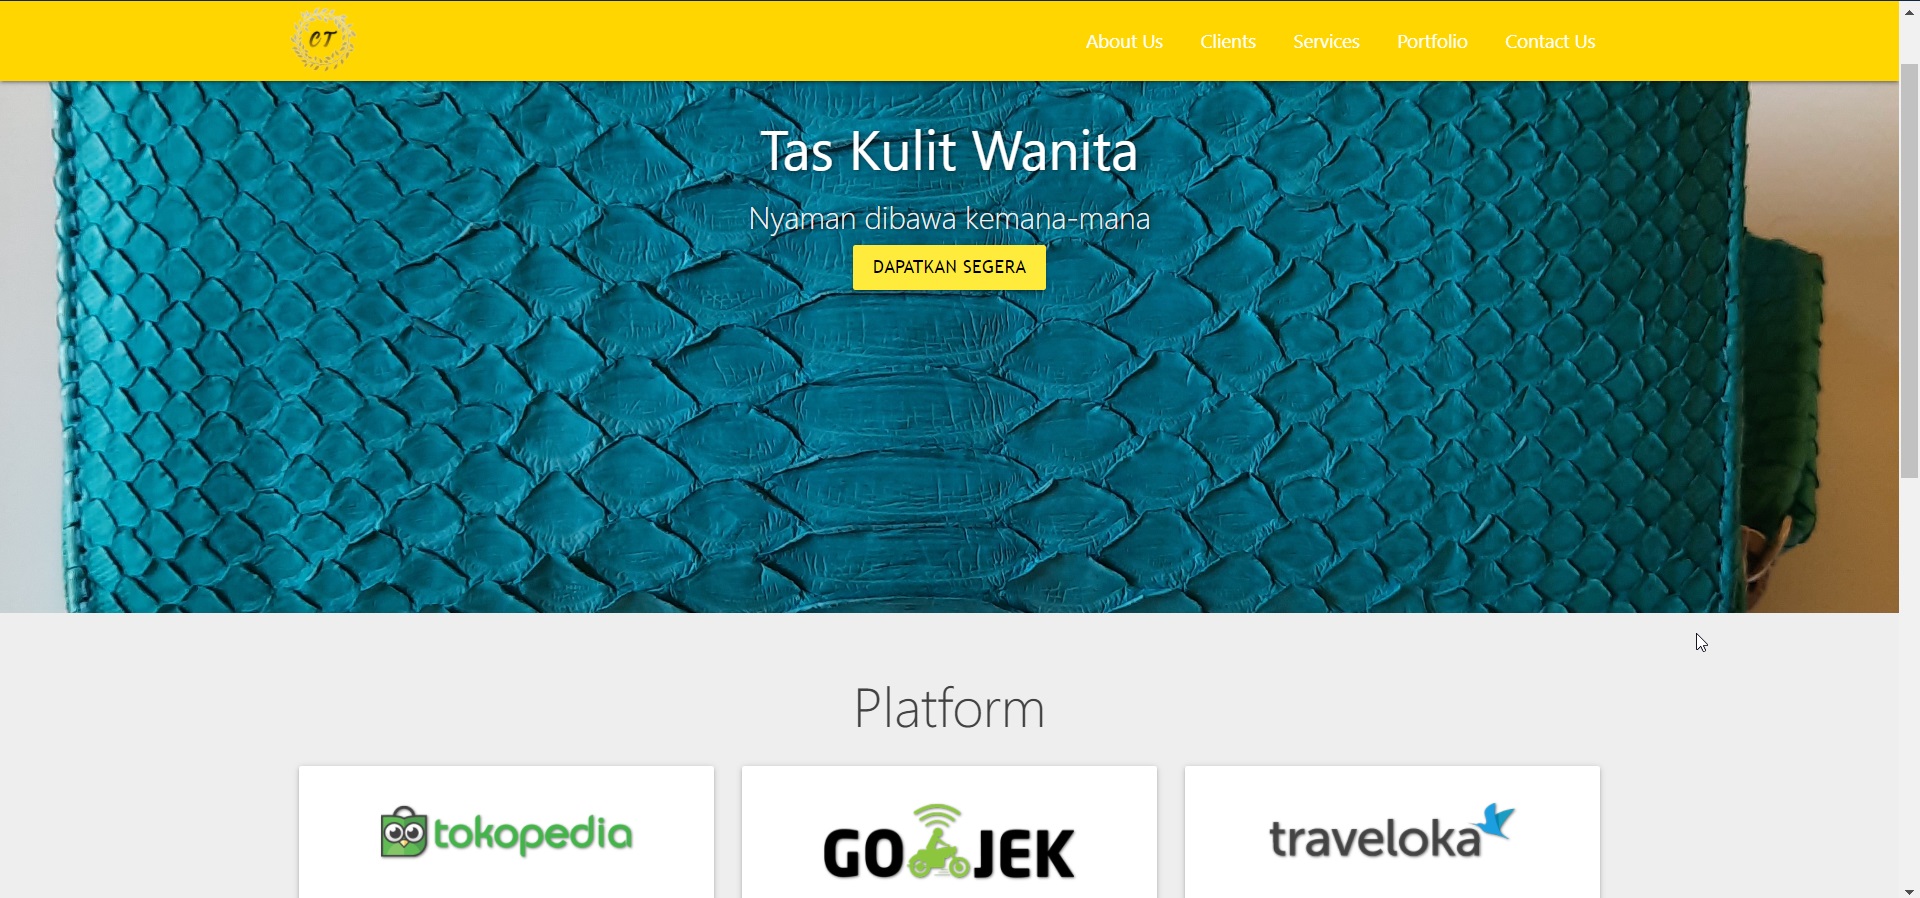 CT
About Us Clients Services Portfolio Contact Us
Tas Kulit Wanita
Nyaman dibawa kemana-mana
DAPATKAN SEGERA
Platform
tokopedia
GO JEK
traveloka